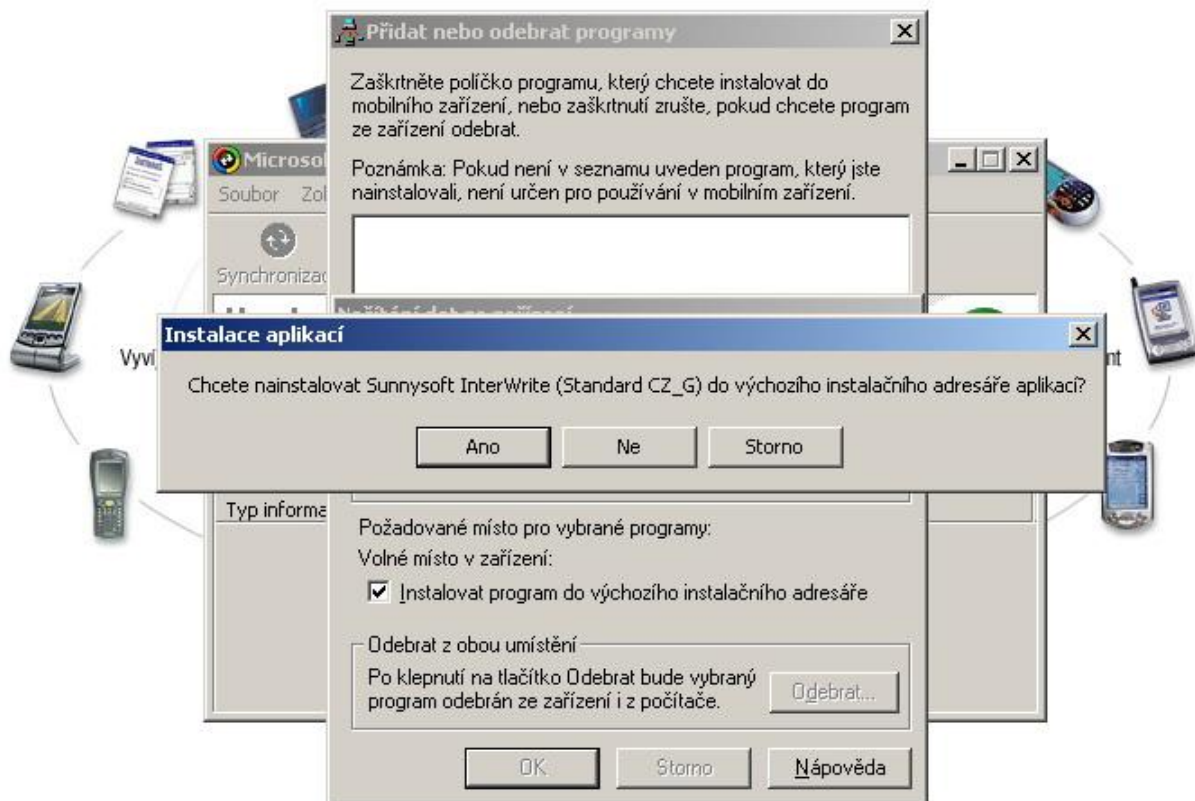 Přidat nebo odebrat programy
Zaškrtněte políčko programu, který chcete instalovat do
mobilního zařízení, nebo zaškrtnutí zrušte, pokud chcete program
ze zařízení odebrat.
Poznámka: Pokud není v seznamu uveden program, který jste
nainstalovali, není určen pro používání v mobilním zařízení.
Soubor
Instalace aplikací
Chcete nainstalovat Sunnysoft InterWrite (Standard CZ_G) do výchozího instalačního adresáře aplikací?
Ano Ne Storno
Typ informa
Požadované místo pro vybrané programy:
Volné místo v zařízení:
Instalovat program do výchozího instalačního adresáře
Odebrat z obou umístění
Po klepnutí na tlačítko Odebrat bude vybraný
program odebrán ze zařízení i z počítače.
Odebrat...
OK Storno Nápověda